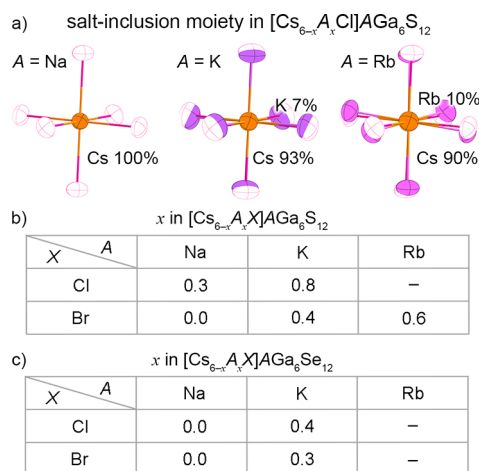 a) salt-inclusion moiety in [Cs₆₋ₓAₓCl]AGa₆S₁₂
A = Na A = K A = Rb
K 7% Rb 10%
Cs 100% Cs 93% Cs 90%
b) x in [Cs₆₋ₓAₓX]AGa₆S₁₂
X A Na K Rb
Cl 0.3 0.8 –
Br 0.0 0.4 0.6
c) x in [Cs₆₋ₓAₓX]AGa₆Se₁₂
X A Na K Rb
Cl 0.0 0.4 –
Br 0.0 0.3 –